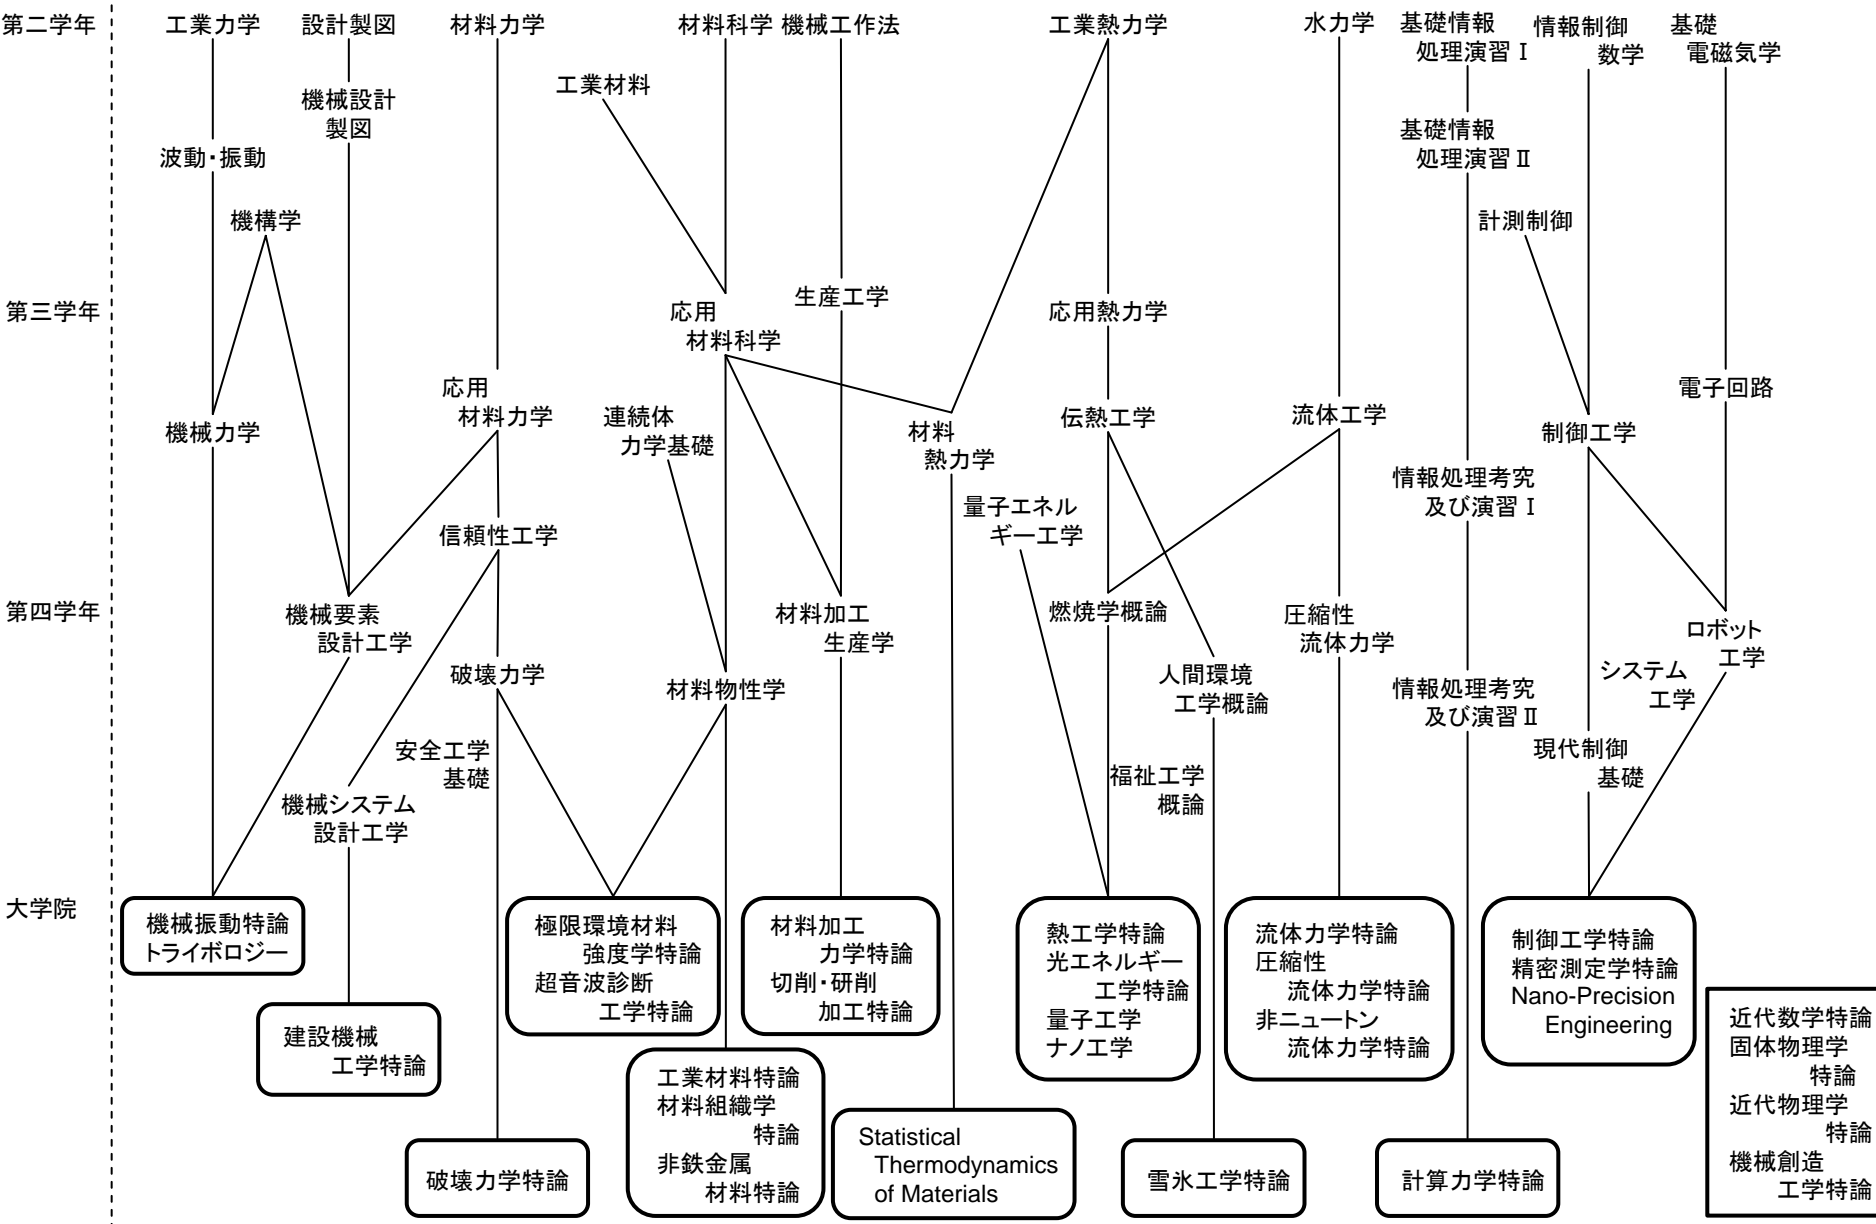 第二学年
工業力学
設計製図
材料力学
材料科学
機械工作法
工業熱力学
水力学
基礎情報
処理演習Ⅰ
情報制御
数学
基礎
電磁気学
工業材料
機械設計
製図
波動・振動
基礎情報
処理演習Ⅱ
機構学
計測制御
第三学年
応用
材料科学
生産工学
応用熱力学
機械力学
応用
材料力学
連続体
力学基礎
材料
熱力学
伝熱工学
流体工学
制御工学
電子回路
信頼性工学
量子エネル
ギー工学
情報処理考究
及び演習Ⅰ
第四学年
機械要素
設計工学
材料加工
生産学
燃焼学概論
圧縮性
流体力学
ロボット
工学
破壊力学
材料物性学
人間環境
工学概論
情報処理考究
及び演習Ⅱ
システム
工学
安全工学
基礎
機械システム
設計工学
福祉工学
概論
現代制御
基礎
大学院
機械振動特論
トライボロジー
建設機械
工学特論
破壊力学特論
極限環境材料
強度学特論
超音波診断
工学特論
工業材料特論
材料組織学
特論
非鉄金属
材料特論
材料加工
力学特論
切削・研削
加工特論
Statistical
Thermodynamics
of Materials
熱工学特論
光エネルギー
工学特論
量子工学
ナノ工学
雪氷工学特論
流体力学特論
圧縮性
流体力学特論
非ニュートン
流体力学特論
計算力学特論
制御工学特論
精密測定学特論
Nano-Precision
Engineering
近代数学特論
固体物理学
特論
近代物理学
特論
機械創造
工学特論